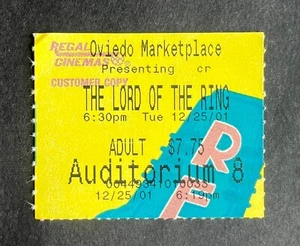 REGAL
CINEMAS
CUSTOMER COPY
Oviedo Marketplace
Presenting cr
THE LORD OF THE RING
6:30pm Tue 12/25/01
ADULT $7.75
Auditorium 8
12/25/01 6:19pm
RE